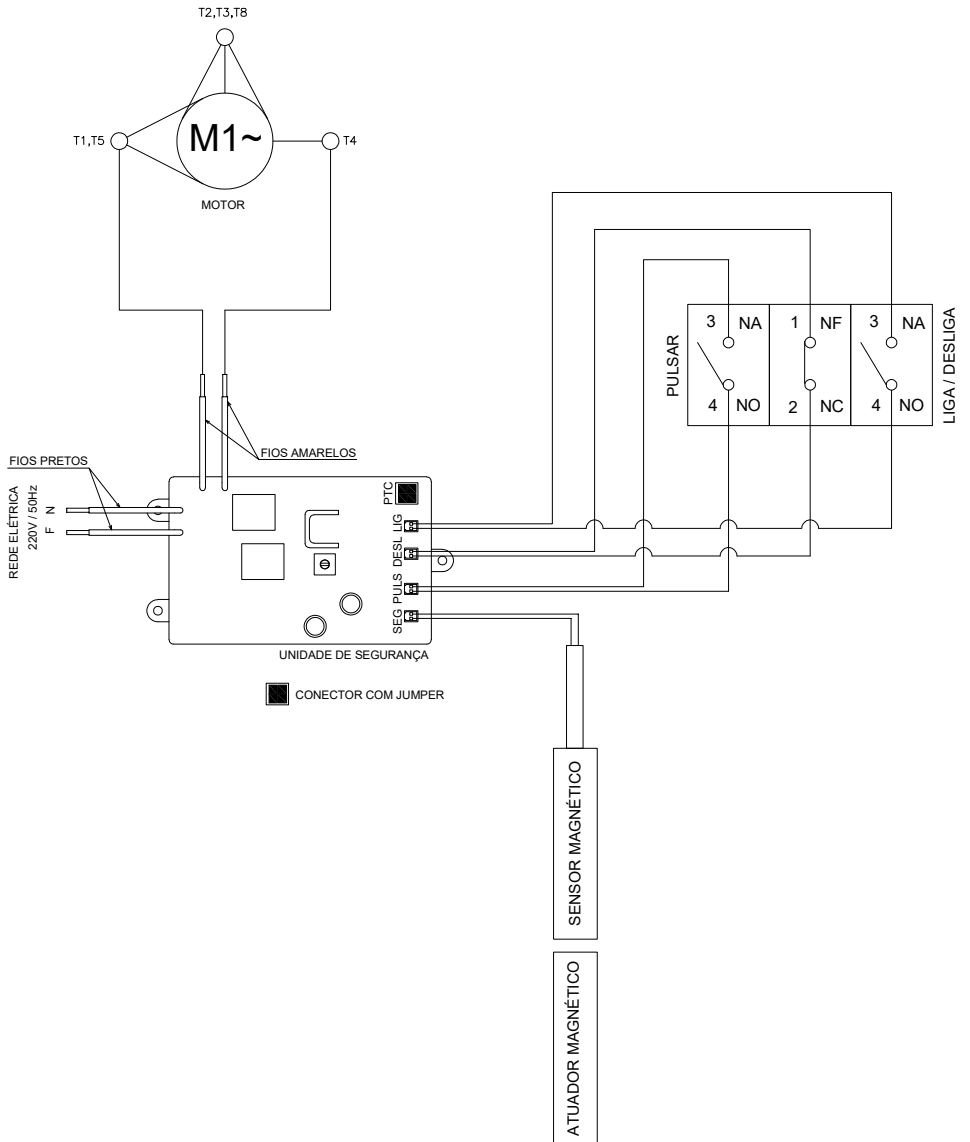 T2,T3,T8
T1,T5
M1~
T4
MOTOR
3 NA
1 NF
3 NA
4 NO
2 NC
4 NO
PULSAR
LIGA / DESLIGA
FIOS AMARELOS
FIOS PRETOS
REDE ELÉTRICA
220V / 50Hz
F N
PTC
LIG
DESL
PULS
SEG
UNIDADE DE SEGURANÇA
CONECTOR COM JUMPER
SENSOR MAGNÉTICO
ATUADOR MAGNÉTICO